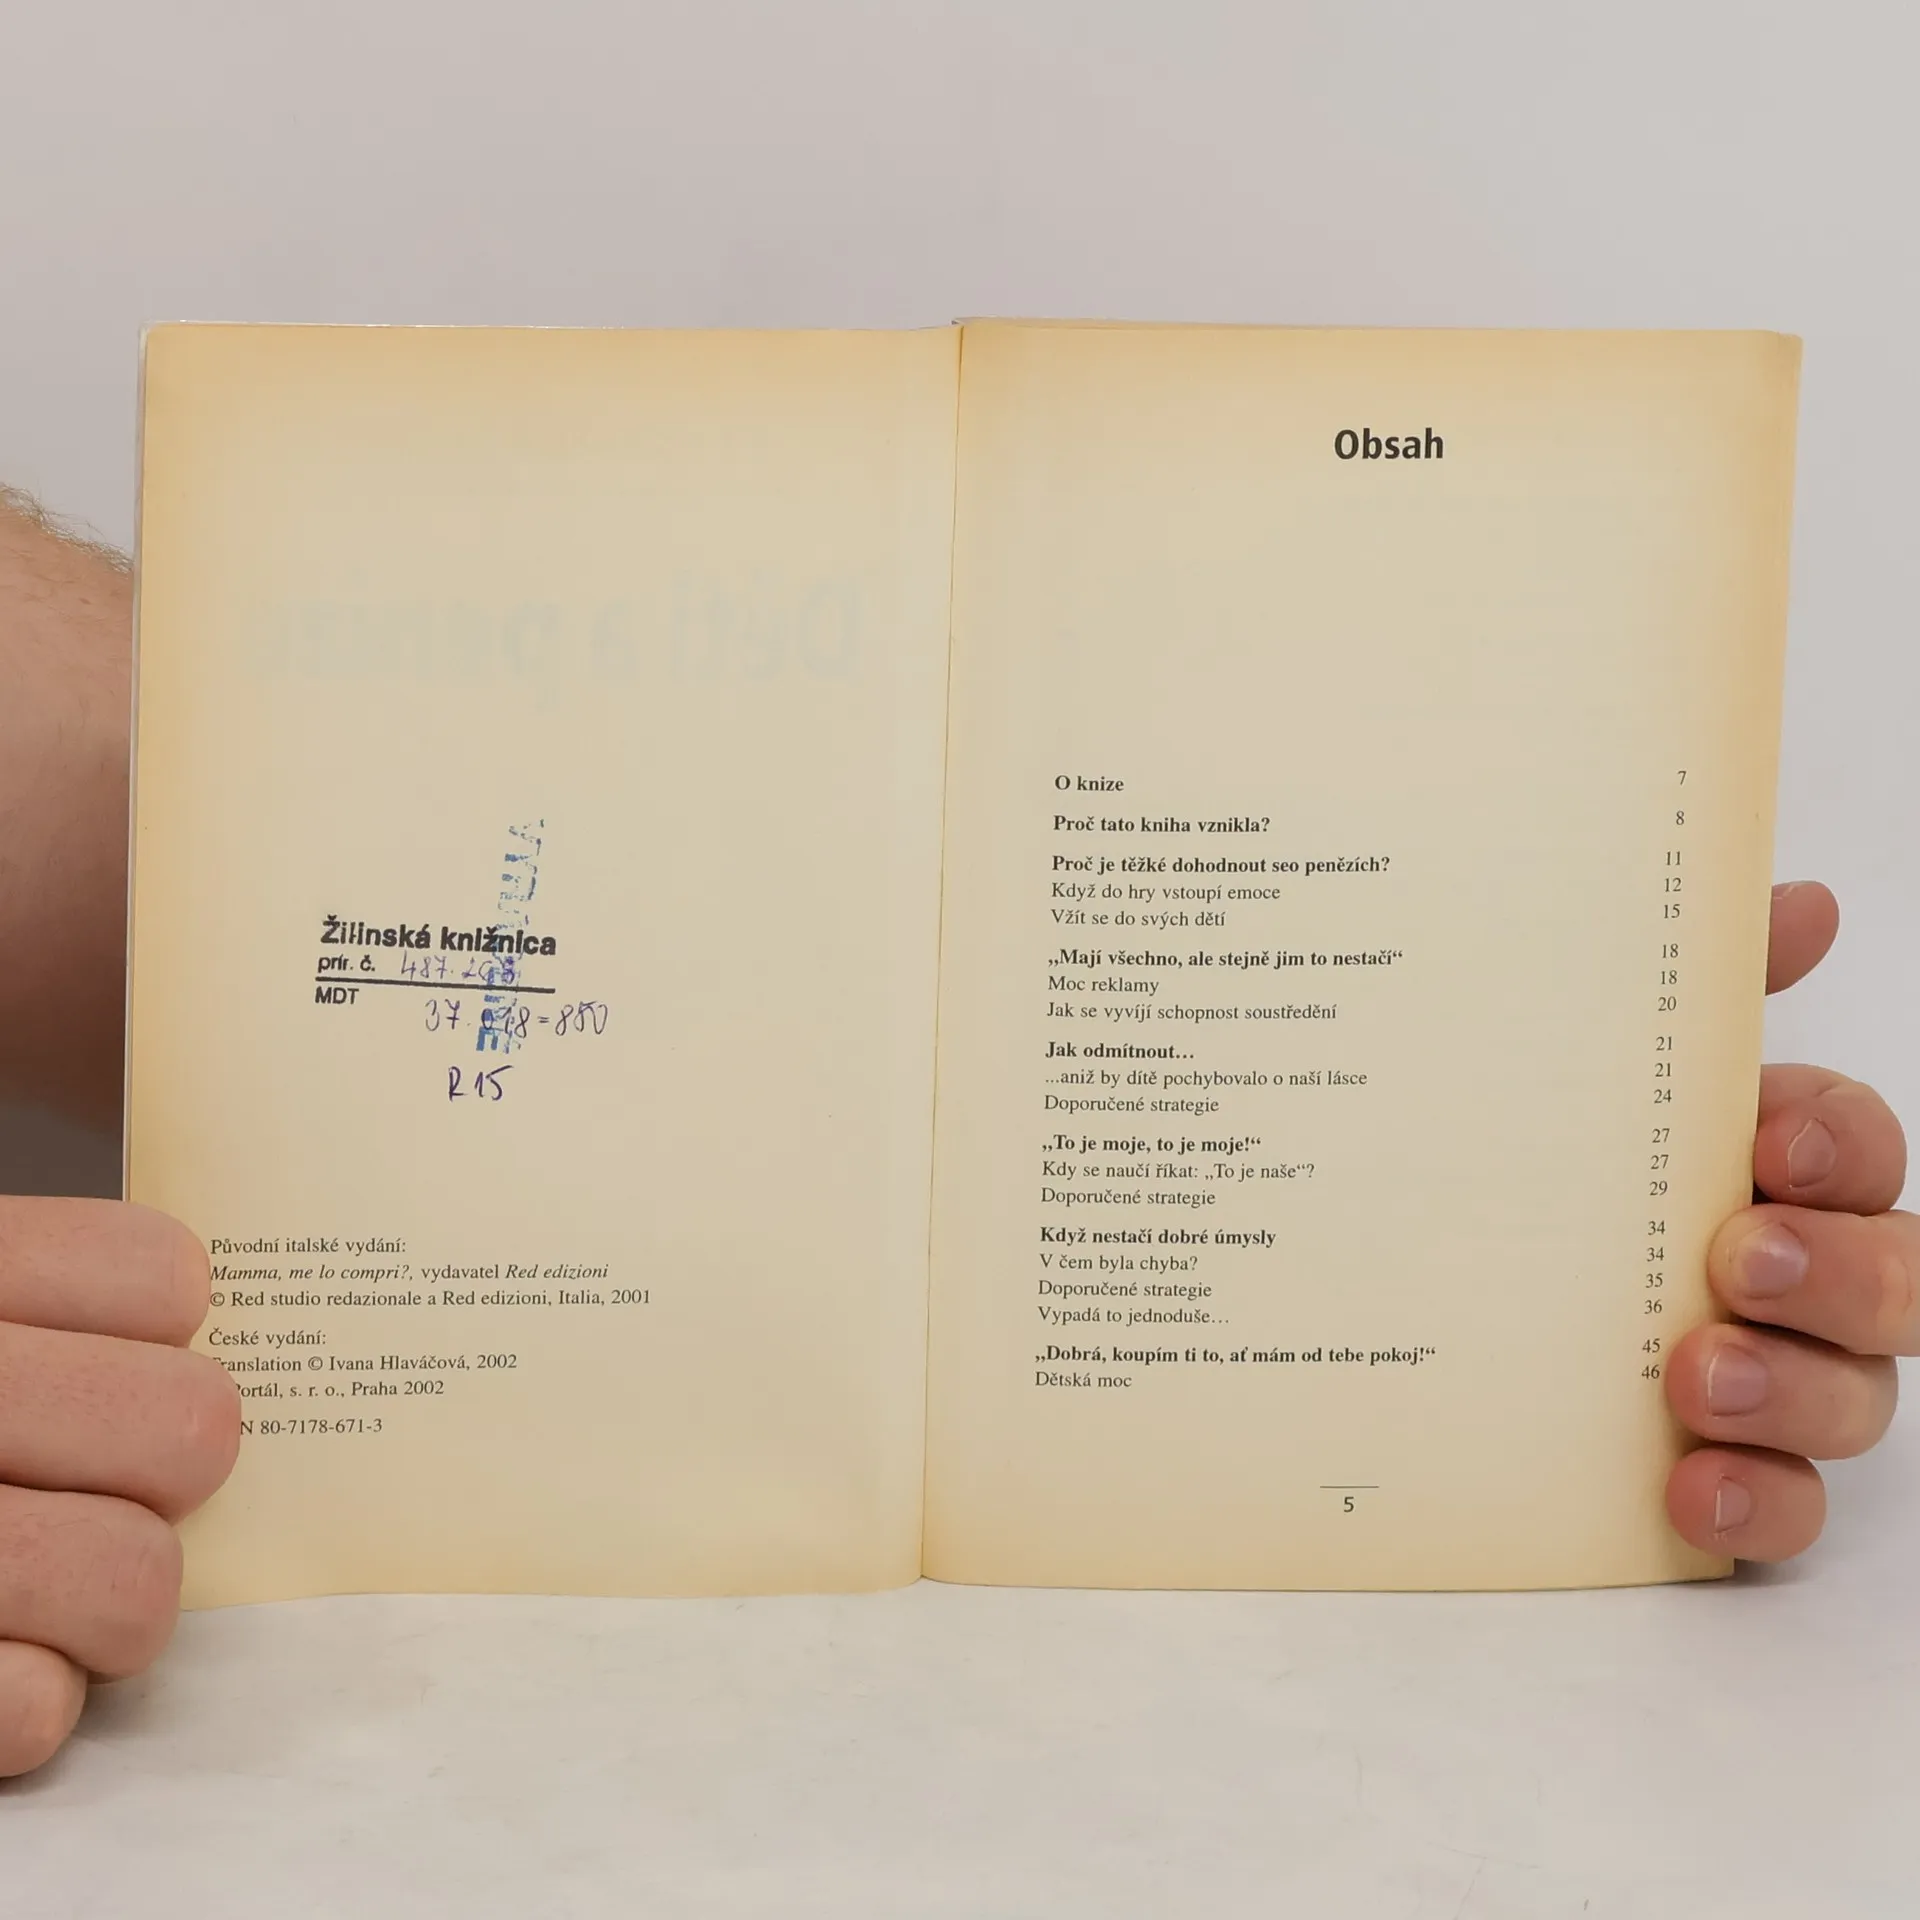 Žilinská knižnica
prír. č. 487.
MDT
37.018=850
R 15
Původní italské vydání:
Mamma, me lo compri?, vydavatel Red edizioni
© Red studio redazionale a Red edizioni, Italia, 2001
České vydání:
Translation © Ivana Hlaváčová, 2002
Portál, s. r. o., Praha 2002
N 80-7178-671-3
Obsah
O knize 7
Proč tato kniha vznikla? 8
Proč je těžké dohodnout seo penězích? 11
Když do hry vstoupí emoce 12
Vžít se do svých dětí 15
„Mají všechno, ale stejně jim to nestačí“ 18
Moc reklamy 18
Jak se vyvíjí schopnost soustředění 20
Jak odmítnout… 21
...aniž by dítě pochybovalo o naší lásce 21
Doporučené strategie 24
„To je moje, to je moje!“ 27
Kdy se naučí říkat: „To je naše“? 27
Doporučené strategie 29
Když nestačí dobré úmysly 34
V čem byla chyba? 34
Doporučené strategie 35
Vypadá to jednoduše… 36
„Dobrá, koupím ti to, ať mám od tebe pokoj!“ 45
Dětská moc 46
5